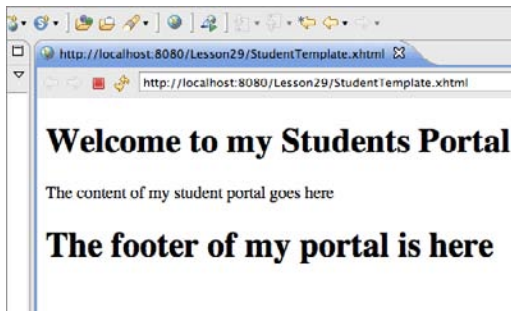 http://localhost:8080/Lesson29/StudentTemplate.xhtml
http://localhost:8080/Lesson29/StudentTemplate.xhtml
Welcome to my Students Portal
The content of my student portal goes here
The footer of my portal is here